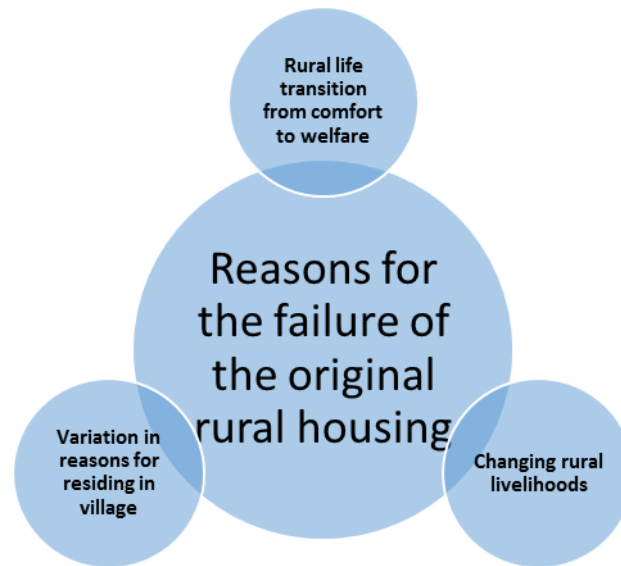 Rural life
transition
from comfort
to welfare
Reasons for
the failure of
the original
rural housing
Variation in
reasons for
residing in
village
Changing rural
livelihoods